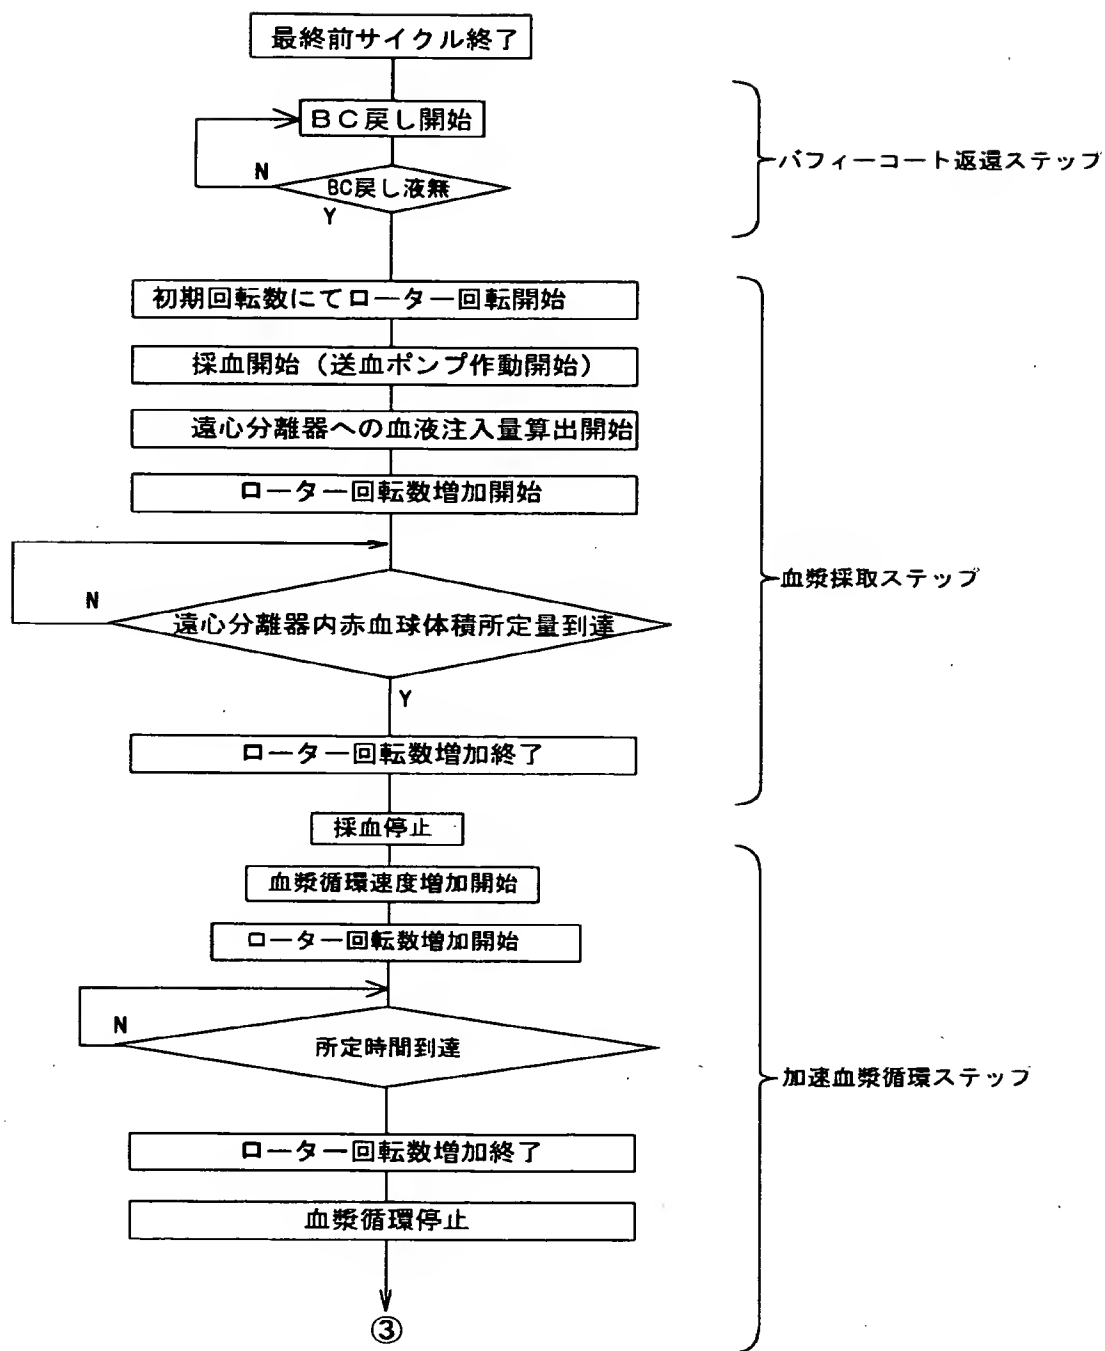 最終前サイクル終了
BC戻し開始
N
BC戻し液無
Y
バフィーコート返還ステップ
初期回転数にてローター回転開始
採血開始（送血ポンプ作動開始）
遠心分離器への血液注入量算出開始
ローター回転数増加開始
N
遠心分離器内赤血球体積所定量到達
Y
血漿採取ステップ
ローター回転数増加終了
採血停止
血漿循環速度増加開始
ローター回転数増加開始
N
所定時間到達
加速血漿循環ステップ
ローター回転数増加終了
血漿循環停止
③